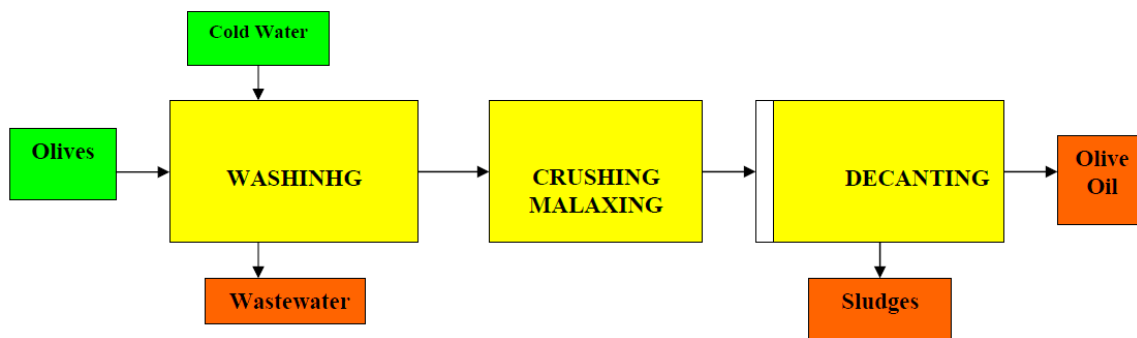 Cold Water
Olives
WASHINHG
CRUSHING
MALAXING
DECANTING
Olive
Oil
Wastewater
Sludges